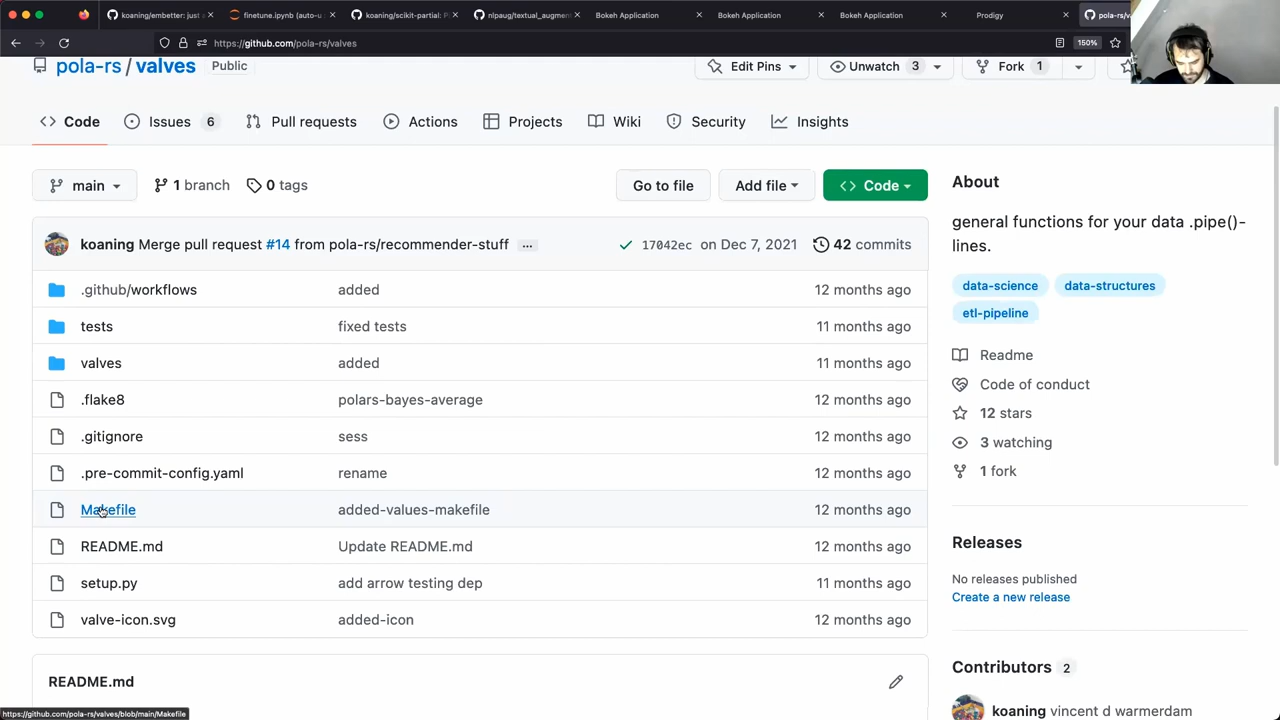 koaning/embetter: just a
finetune.ipynb (auto-u
koaning/scikit-partial: P
nlpaug/textual_augmen
Bokeh Application
Bokeh Application
Bokeh Application
Prodigy
pola-rs/va
https://github.com/pola-rs/valves
150%
pola-rs / valves
Public
Edit Pins
Unwatch 3
Fork 1
Code
Issues 6
Pull requests
Actions
Projects
Wiki
Security
Insights
main
1 branch
0 tags
Go to file
Add file
Code
koaning Merge pull request #14 from pola-rs/recommender-stuff ...
17042ec on Dec 7, 2021
42 commits
.github/workflows added 12 months ago
tests fixed tests 11 months ago
valves added 11 months ago
.flake8 polars-bayes-average 12 months ago
.gitignore sess 12 months ago
.pre-commit-config.yaml rename 12 months ago
Makefile added-values-makefile 12 months ago
README.md Update README.md 12 months ago
setup.py add arrow testing dep 11 months ago
valve-icon.svg added-icon 12 months ago
README.md
About
general functions for your data .pipe()-
lines.
data-science data-structures
etl-pipeline
Readme
Code of conduct
12 stars
3 watching
1 fork
Releases
No releases published
Create a new release
Contributors 2
koaning vincent d warmerdam
https://github.com/pola-rs/valves/blob/main/Makefile